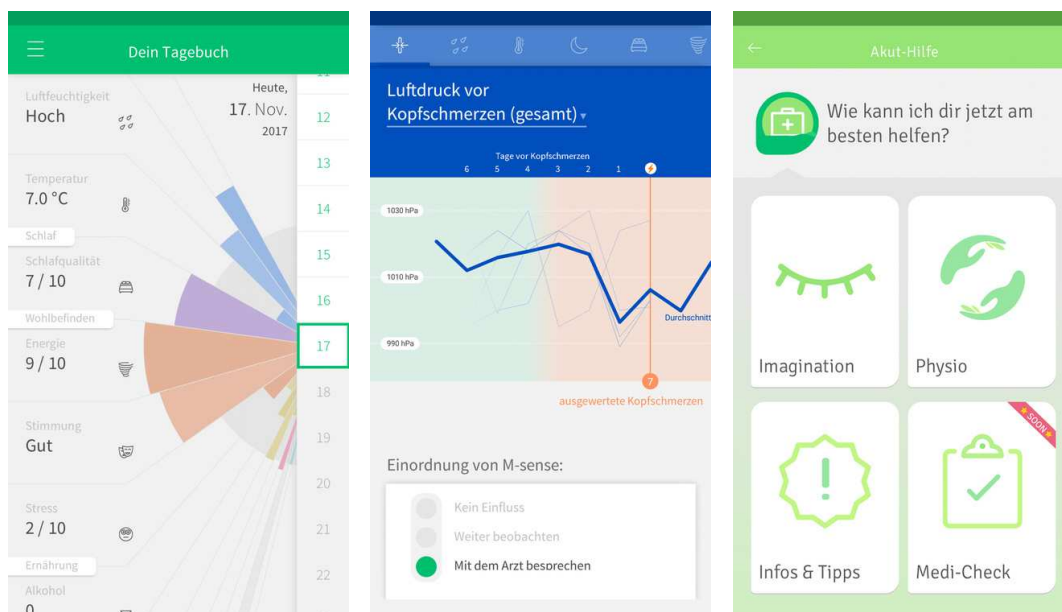 Dein Tagebuch
Heute,
17. Nov.
2017
Luftfeuchtigkeit
Hoch
Temperatur
7.0 °C
Schlaf
Schlafqualität
7 / 10
Wohlbefinden
Energie
9 / 10
Stimmung
Gut
Stress
2 / 10
Ernährung
Alkohol
0
12
13
14
15
16
17
18
19
20
21
22
Luftdruck vor
Kopfschmerzen (gesamt)
Tage vor Kopfschmerzen
6 5 4 3 2 1
1030 hPa
1010 hPa
990 hPa
Durchschnitt
7
ausgewertete Kopfschmerzen
Einordnung von M-sense:
Kein Einfluss
Weiter beobachten
Mit dem Arzt besprechen
Akut-Hilfe
Wie kann ich dir jetzt am
besten helfen?
Imagination
Physio
Infos & Tipps
SOON
Medi-Check